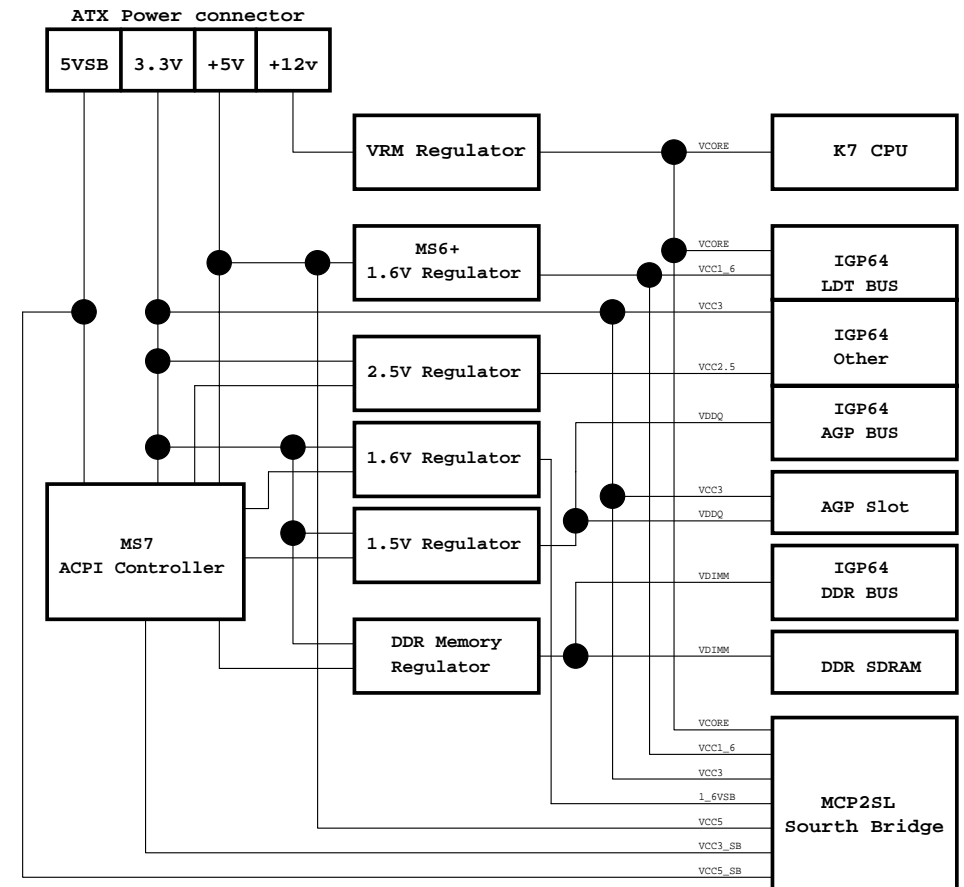 ATX Power connector
5VSB 3.3V +5V +12v
VRM Regulator
VCORE
K7 CPU
MS6+
1.6V Regulator
VCORE
VCC1_6
IGP64
LDT BUS
VCC3
IGP64
Other
2.5V Regulator
VCC2.5
IGP64
AGP BUS
VDDQ
1.6V Regulator
VCC3
VDDQ
AGP Slot
MS7
ACPI Controller
1.5V Regulator
VDIMM
IGP64
DDR BUS
DDR Memory
Regulator
VDIMM
DDR SDRAM
VCORE
VCC1_6
VCC3
1_6VSB
VCC5
VCC3_SB
VCC5_SB
MCP2SL
Sourth Bridge